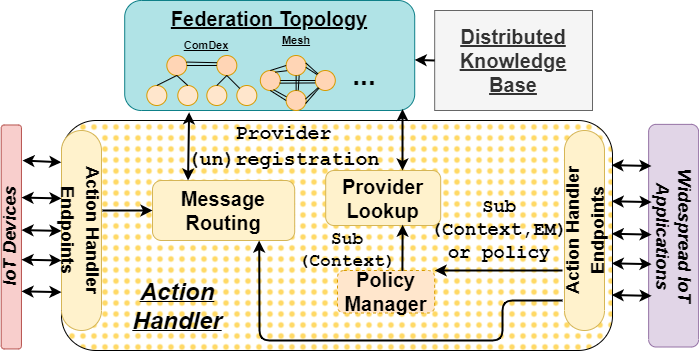 Federation Topology
ComDex
Mesh
...
Distributed
Knowledge
Base
Provider
(un)registration
IoT Devices
Action Handler
Endpoints
Message
Routing
Provider
Lookup
Sub
(Context)
Policy
Manager
Sub
(Context,EM)
or policy
Action Handler
Endpoints
Widespread IoT
Applications
Action
Handler